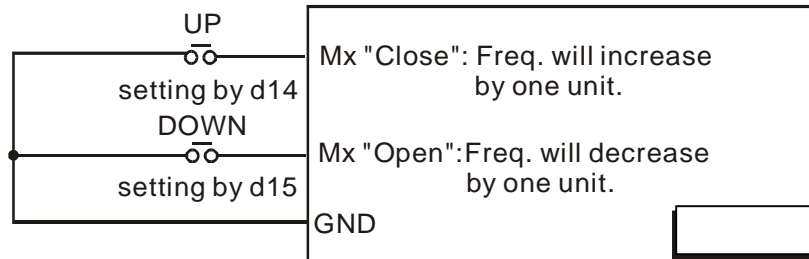 UP
Mx "Close": Freq. will increase
by one unit.
setting by d14
DOWN
Mx "Open":Freq. will decrease
by one unit.
setting by d15
GND